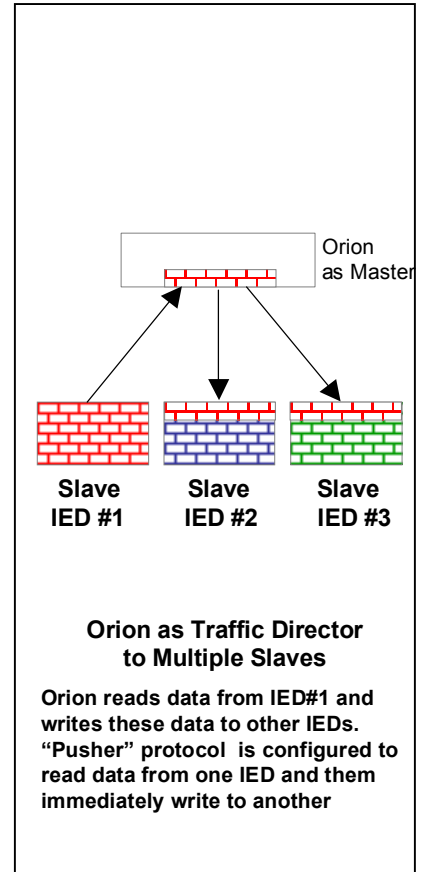 Orion
as Master
Slave
IED #1
Slave
IED #2
Slave
IED #3
Orion as Traffic Director
to Multiple Slaves
Orion reads data from IED#1 and
writes these data to other IEDs.
“Pusher” protocol is configured to
read data from one IED and them
immediately write to another